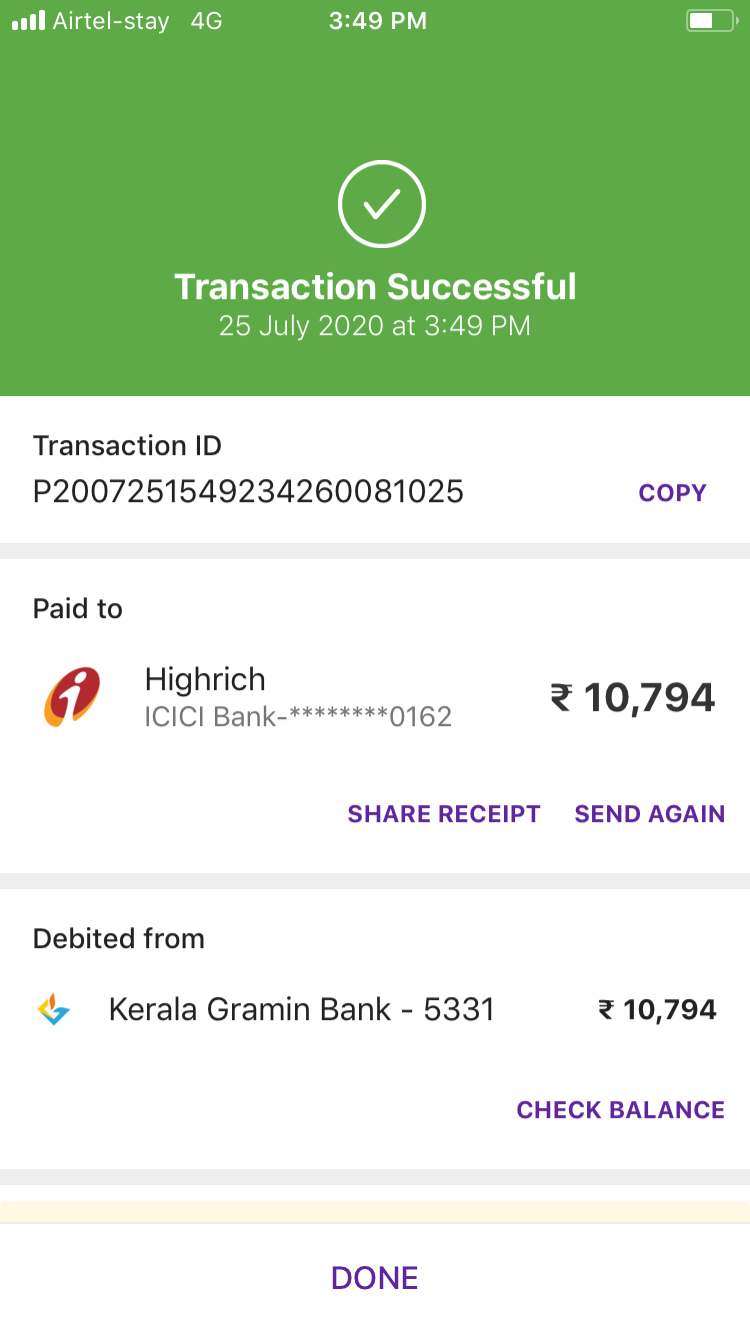 Airtel-stay 4G 3:49 PM
Transaction Successful
25 July 2020 at 3:49 PM
Transaction ID
P2007251549234260081025 COPY
Paid to
Highrich
₹ 10,794
ICICI Bank-********0162
SHARE RECEIPT SEND AGAIN
Debited from
Kerala Gramin Bank - 5331 ₹ 10,794
CHECK BALANCE
DONE